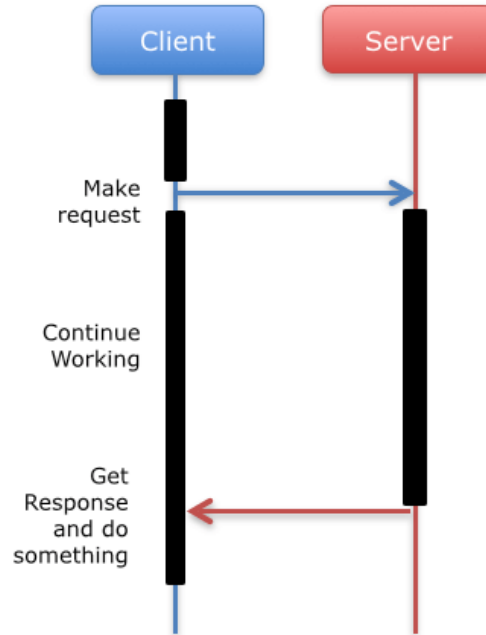 Client
Server
Make
request
Continue
Working
Get
Response
and do
something